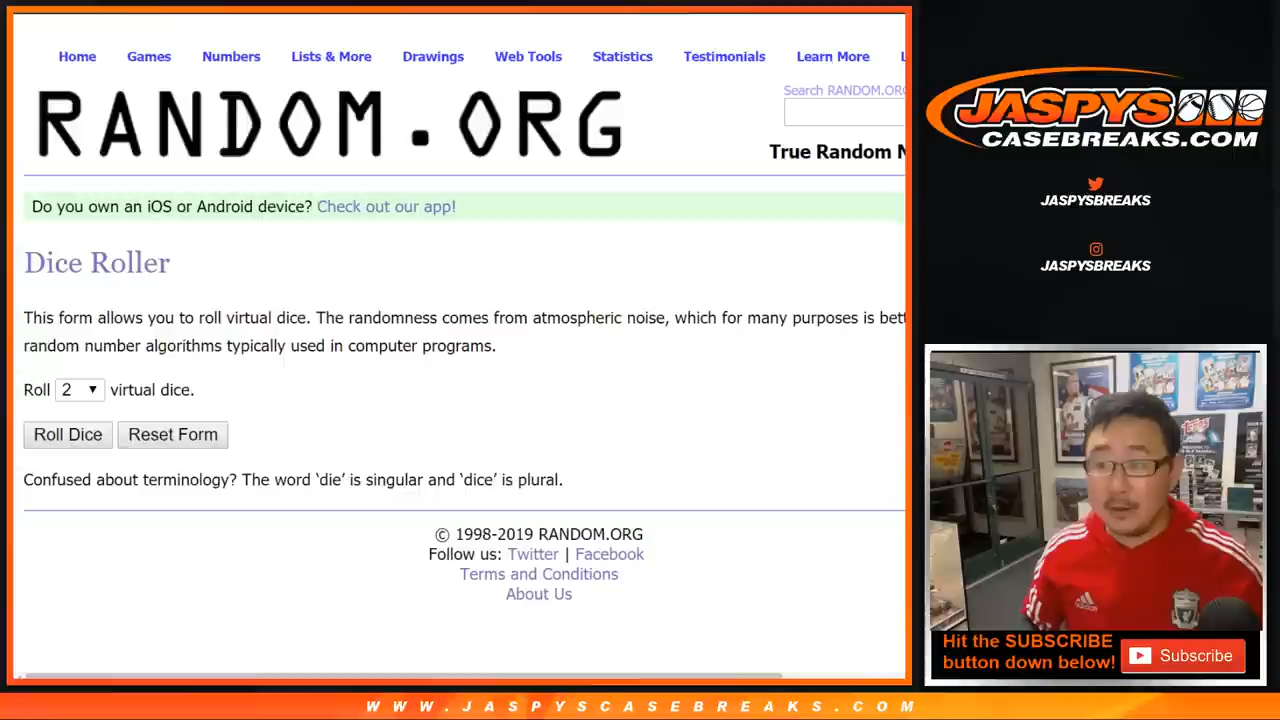 Home Games Numbers Lists & More Drawings Web Tools Statistics Testimonials Learn More
RANDOM.ORG
Search RANDOM.ORG
True Random N
Do you own an iOS or Android device? Check out our app!
Dice Roller
This form allows you to roll virtual dice. The randomness comes from atmospheric noise, which for many purposes is bett
random number algorithms typically used in computer programs.
Roll 2 virtual dice.
Roll Dice Reset Form
Confused about terminology? The word ‘die’ is singular and ‘dice’ is plural.
© 1998-2019 RANDOM.ORG
Follow us: Twitter | Facebook
Terms and Conditions
About Us
JASPYS
CASEBREAKS.COM
JASPYSBREAKS
JASPYSBREAKS
adidas
Topps
Hit the SUBSCRIBE
button down below!
Subscribe
WWW.JASPYSCASEBREAKS.COM